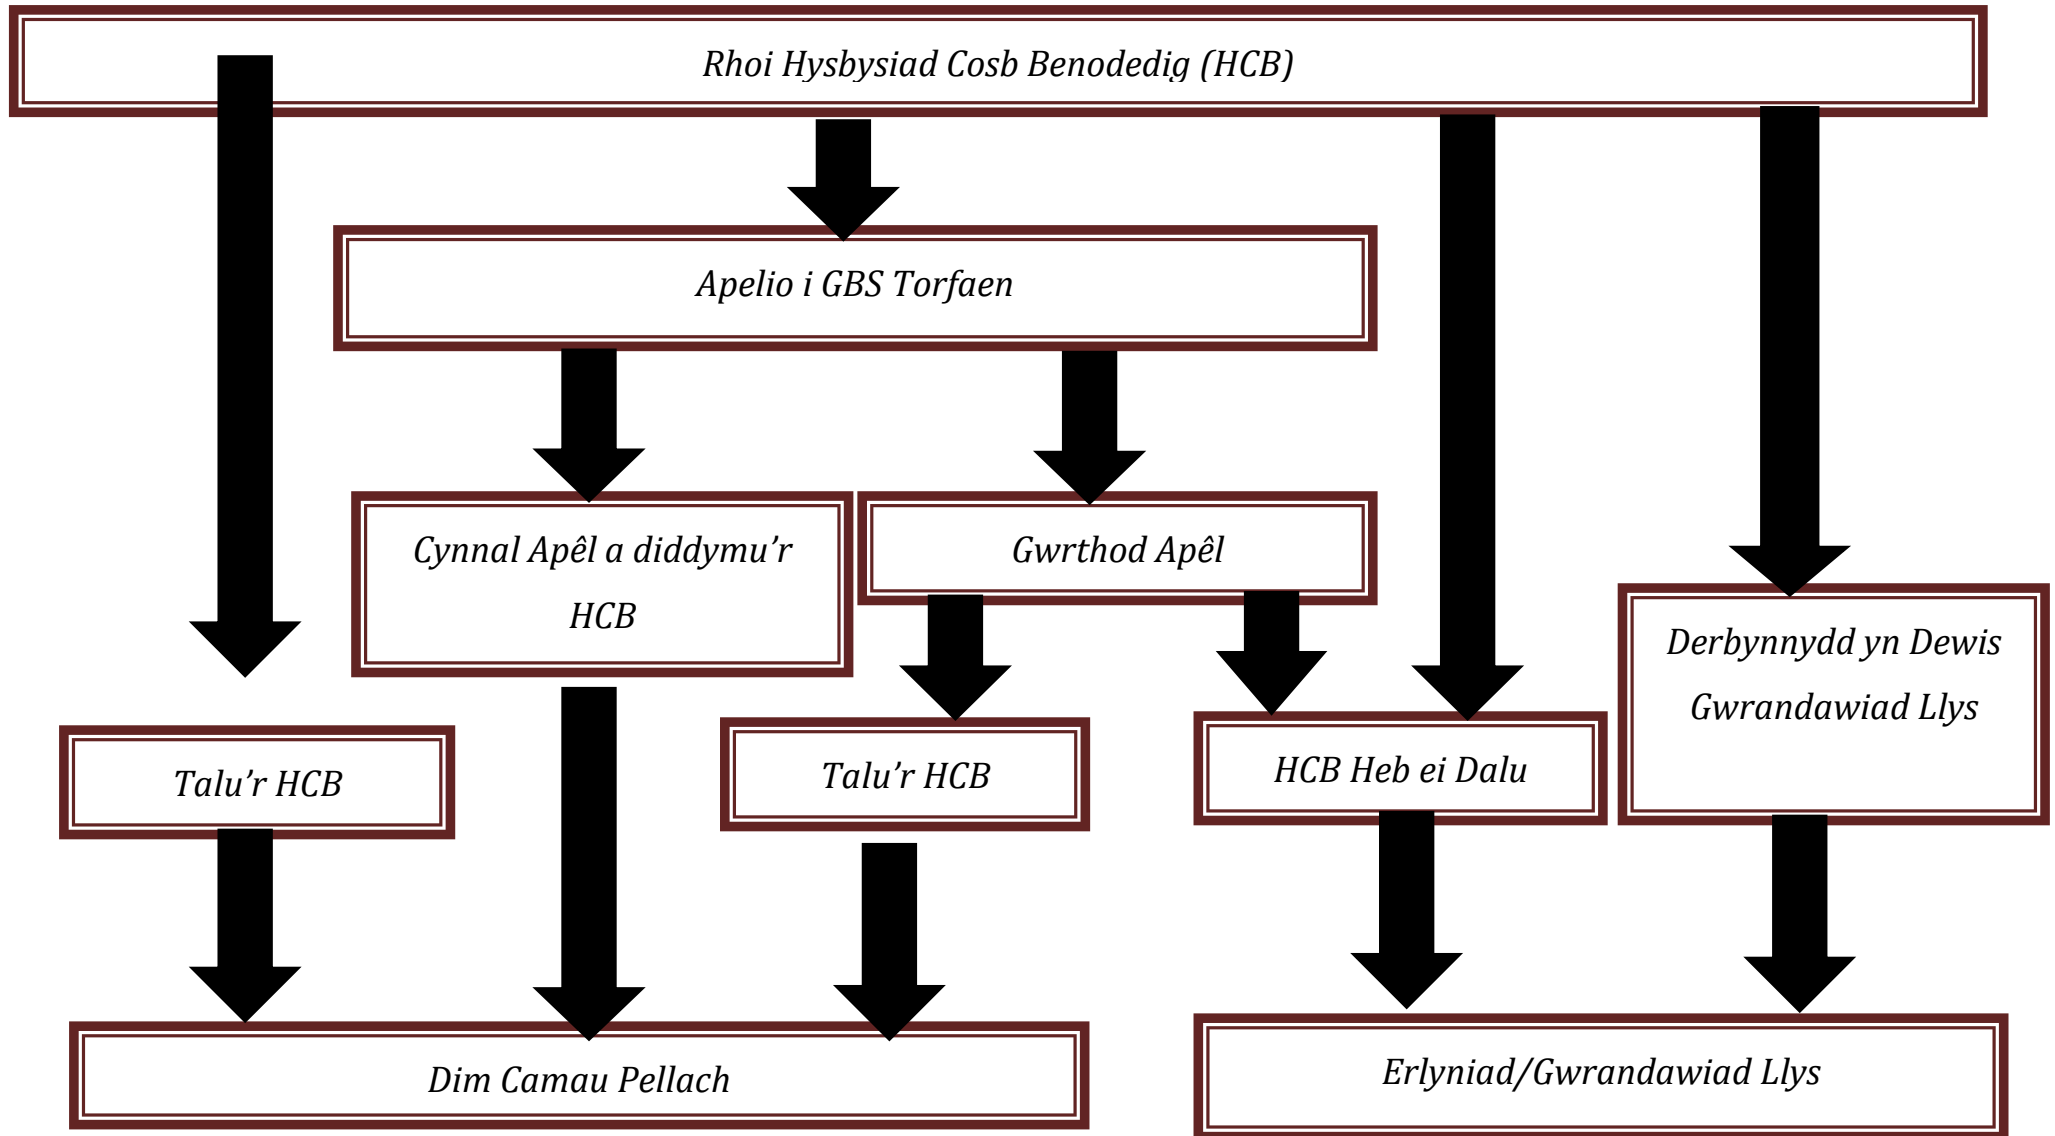 Rhoi Hysbysiad Cosb Benodedig (HCB)
Apelio i GBS Torfaen
Cynnal Apêl a diddymu’r
HCB
Gwrthod Apêl
Derbynnydd yn Dewis
Gwrandawiad Llys
Talu’r HCB
Talu’r HCB
HCB Heb ei Dalu
Dim Camau Pellach
Erlyniad/Gwrandawiad Llys